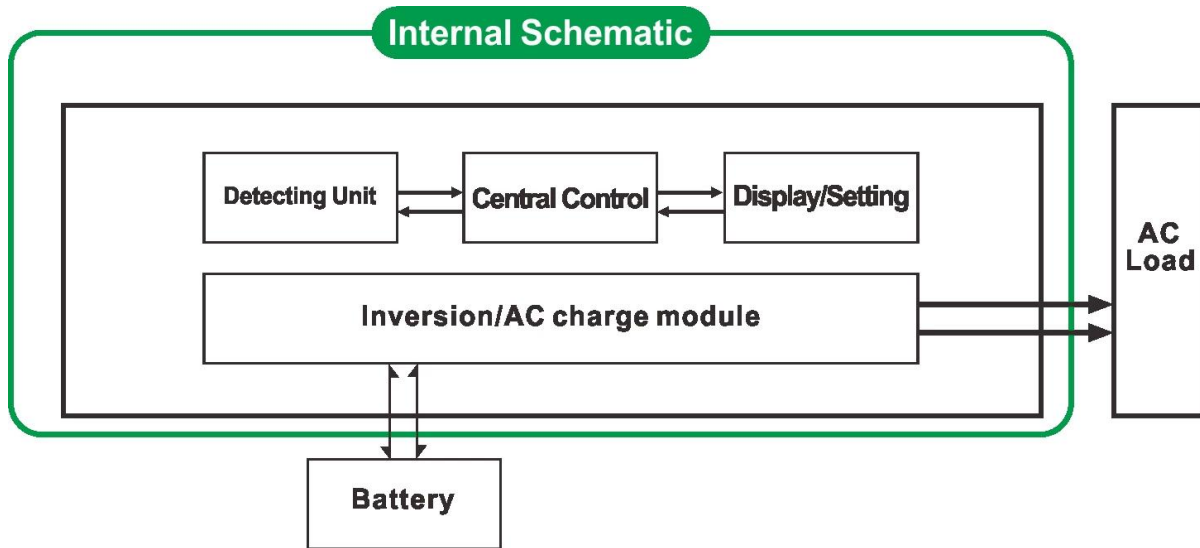 Internal Schematic
Detecting Unit
Central Control
Display/Setting
Inversion/AC charge module
AC
Load
Battery